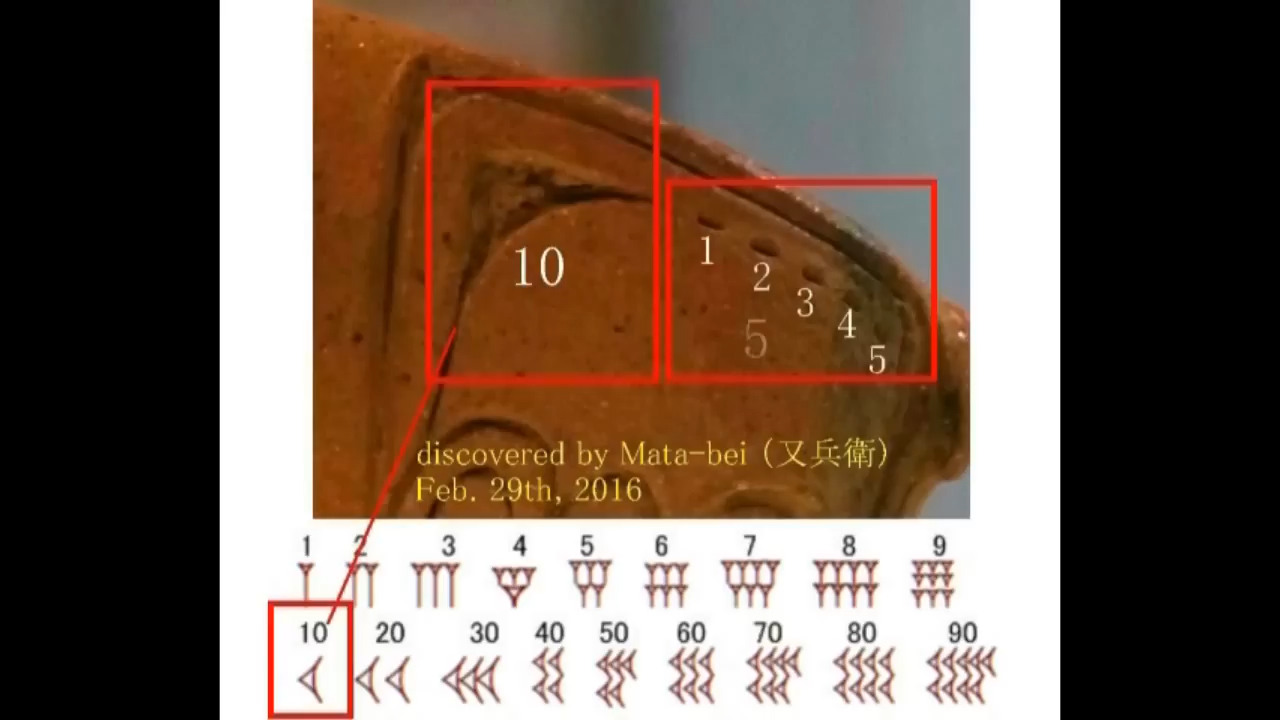 10
1
2
3
4
5
5
discovered by Mata-bei (又兵衛)
Feb. 29th, 2016
1 2 3 4 5 6 7 8 9
10 20 30 40 50 60 70 80 90